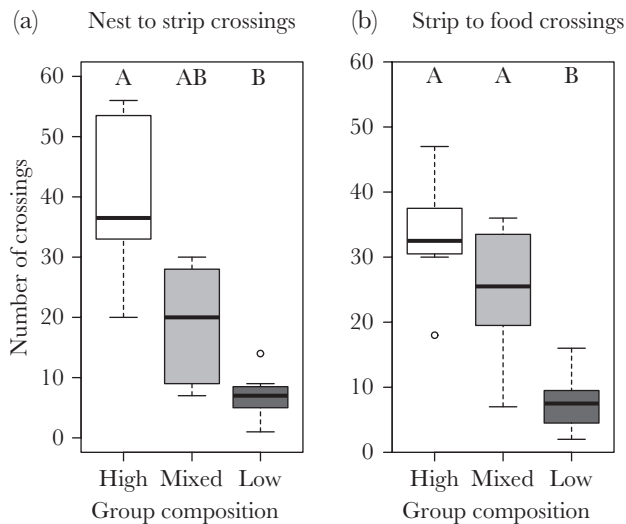 (a) Nest to strip crossings
(b) Strip to food crossings
Number of crossings
60
50
40
30
20
10
0
A AB B
High Mixed Low
Group composition
60
50
40
30
20
10
0
A A B
High Mixed Low
Group composition